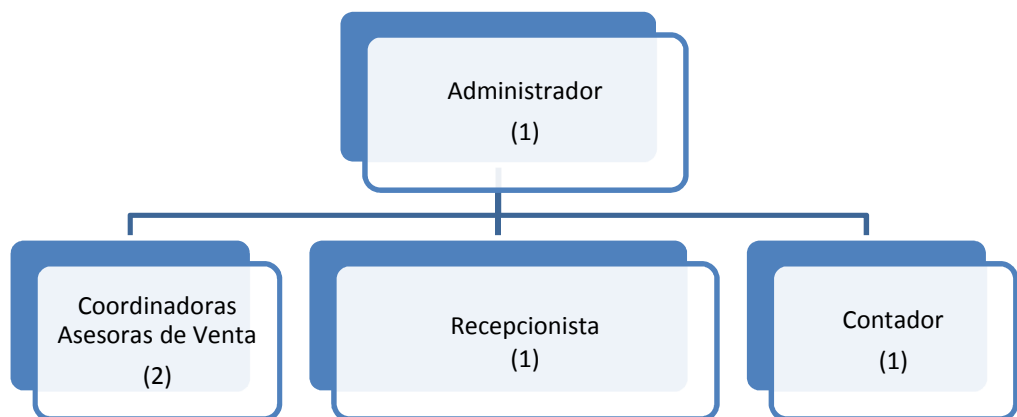 Administrador
(1)
Coordinadoras
Asesoras de Venta
(2)
Recepcionista
(1)
Contador
(1)